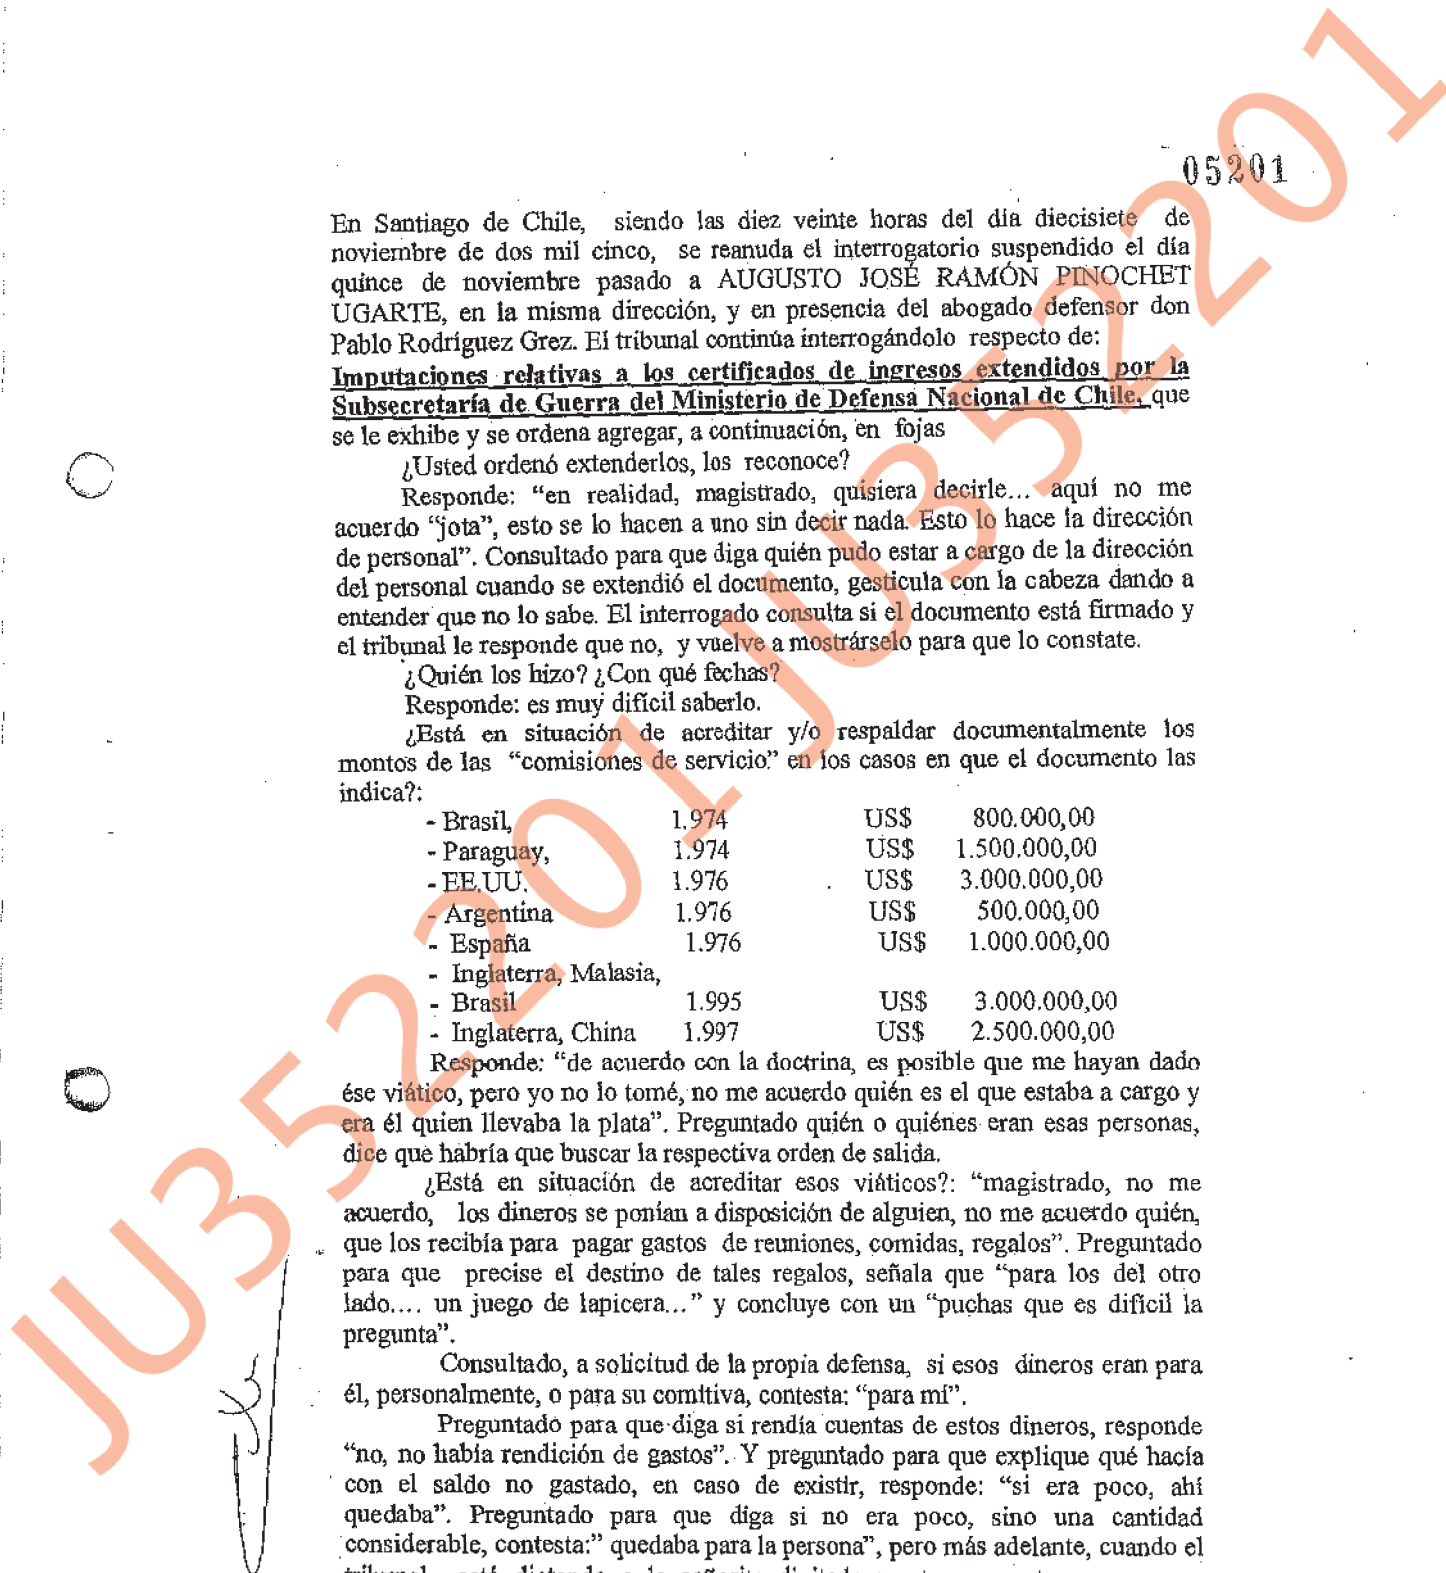 05201
En Santiago de Chile, siendo las diez veinte horas del día diecisiete de
noviembre de dos mil cinco, se reanuda el interrogatorio suspendido el día
quince de noviembre pasado a AUGUSTO JOSÉ RAMÓN PINOCHET
UGARTE, en la misma dirección, y en presencia del abogado defensor don
Pablo Rodríguez Grez. El tribunal continúa interrogándolo respecto de:
Imputaciones relativas a los certificados de ingresos extendidos por la
Subsecretaría de Guerra del Ministerio de Defensa Nacional de Chile, que
se le exhibe y se ordena agregar, a continuación, en fojas
¿Usted ordenó extenderlos, los reconoce?
Responde: “en realidad, magistrado, quisiera decirle... aquí no me
acuerdo “jota”, esto se lo hacen a uno sin decir nada. Esto lo hace la dirección
de personal”. Consultado para que diga quién pudo estar a cargo de la dirección
del personal cuando se extendió el documento, gesticula con la cabeza dando a
entender que no lo sabe. El interrogado consulta si el documento está firmado y
el tribunal le responde que no, y vuelve a mostrárselo para que lo constate.
¿Quién los hizo? ¿Con qué fechas?
Responde: es muy difícil saberlo.
¿Está en situación de acreditar y/o respaldar documentalmente los
montos de las “comisiones de servicio” en los casos en que el documento las
indica?:
- Brasil, 1.974 US$ 800.000,00
- Paraguay, 1.974 US$ 1.500.000,00
- EE.UU. 1.976 US$ 3.000.000,00
- Argentina 1.976 US$ 500.000,00
- España 1.976 US$ 1.000.000,00
- Inglaterra, Malasia,
- Brasil 1.995 US$ 3.000.000,00
- Inglaterra, China 1.997 US$ 2.500.000,00
Responde: “de acuerdo con la doctrina, es posible que me hayan dado
ése viático, pero yo no lo tomé, no me acuerdo quién es el que estaba a cargo y
era él quien llevaba la plata”. Preguntado quién o quiénes eran esas personas,
dice que habría que buscar la respectiva orden de salida.
¿Está en situación de acreditar esos viáticos?: “magistrado, no me
acuerdo, los dineros se ponían a disposición de alguien, no me acuerdo quién,
que los recibía para pagar gastos de reuniones, comidas, regalos”. Preguntado
para que precise el destino de tales regalos, señala que “para los del otro
lado.... un juego de lapicera...” y concluye con un “puchas que es difícil la
pregunta”.
Consultado, a solicitud de la propia defensa, si esos dineros eran para
él, personalmente, o para su comitiva, contesta: “para mí”.
Preguntado para que diga si rendía cuentas de estos dineros, responde
“no, no había rendición de gastos”. Y preguntado para que explique qué hacía
con el saldo no gastado, en caso de existir, responde: “si era poco, ahí
quedaba”. Preguntado para que diga si no era poco, sino una cantidad
considerable, contesta:” quedaba para la persona”, pero más adelante, cuando el
JU352201 JU352201